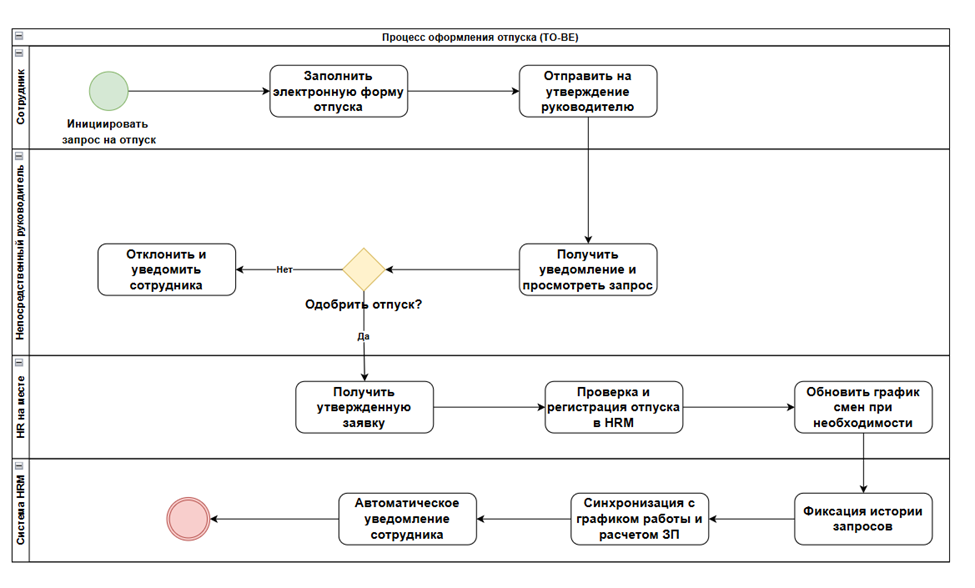 Процесс оформления отпуска (TO-BE)
Сотрудник
Инициировать
запрос на отпуск
Заполнить
электронную форму
отпуска
Отправить на
утверждение
руководителю
Непосредственный руководитель
Отклонить и
уведомить
сотрудника
Нет
Одобрить отпуск?
Да
Получить
уведомление и
просмотреть запрос
HR на месте
Получить
утвержденную
заявку
Проверка и
регистрация отпуска
в HRM
Обновить график
смен при
необходимости
Система HRM
Автоматическое
уведомление
сотрудника
Синхронизация с
графиком работы и
расчетом ЗП
Фиксация истории
запросов